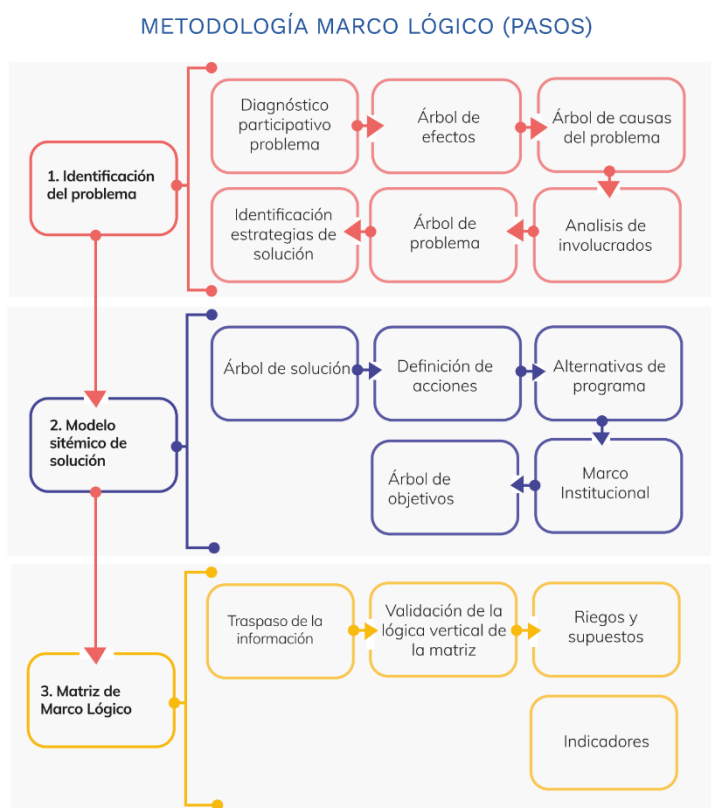 METODOLOGÍA MARCO LÓGICO (PASOS)
1. Identificación
del problema
Diagnóstico
participativo
problema
Árbol de
efectos
Árbol de causas
del problema
Analisis de
involucrados
Árbol de
problema
Identificación
estrategias de
solución
2. Modelo
sitémico de
solución
Árbol de solución
Definición de
acciones
Alternativas de
programa
Marco
Institucional
Árbol de
objetivos
3. Matriz de
Marco Lógico
Traspaso de la
información
Validación de la
lógica vertical de
la matriz
Riegos y
supuestos
Indicadores